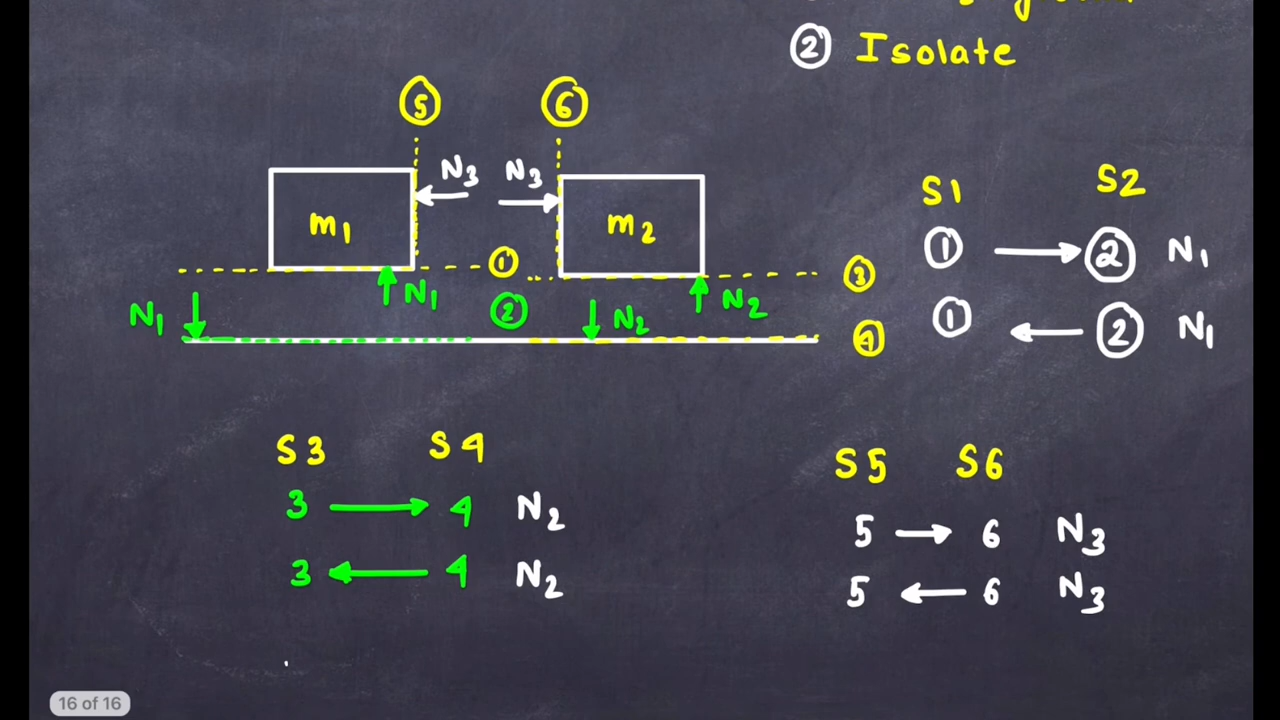 ② Isolate
⑤ ⑥
N3 N3
S1 S2
m1 m2
① → ② N1
① ③
N1 N1 ② N2 N2
① ← ② N1
④
S3 S4
S5 S6
3 → 4 N2
5 → 6 N3
3 ← 4 N2
5 ← 6 N3
16 of 16